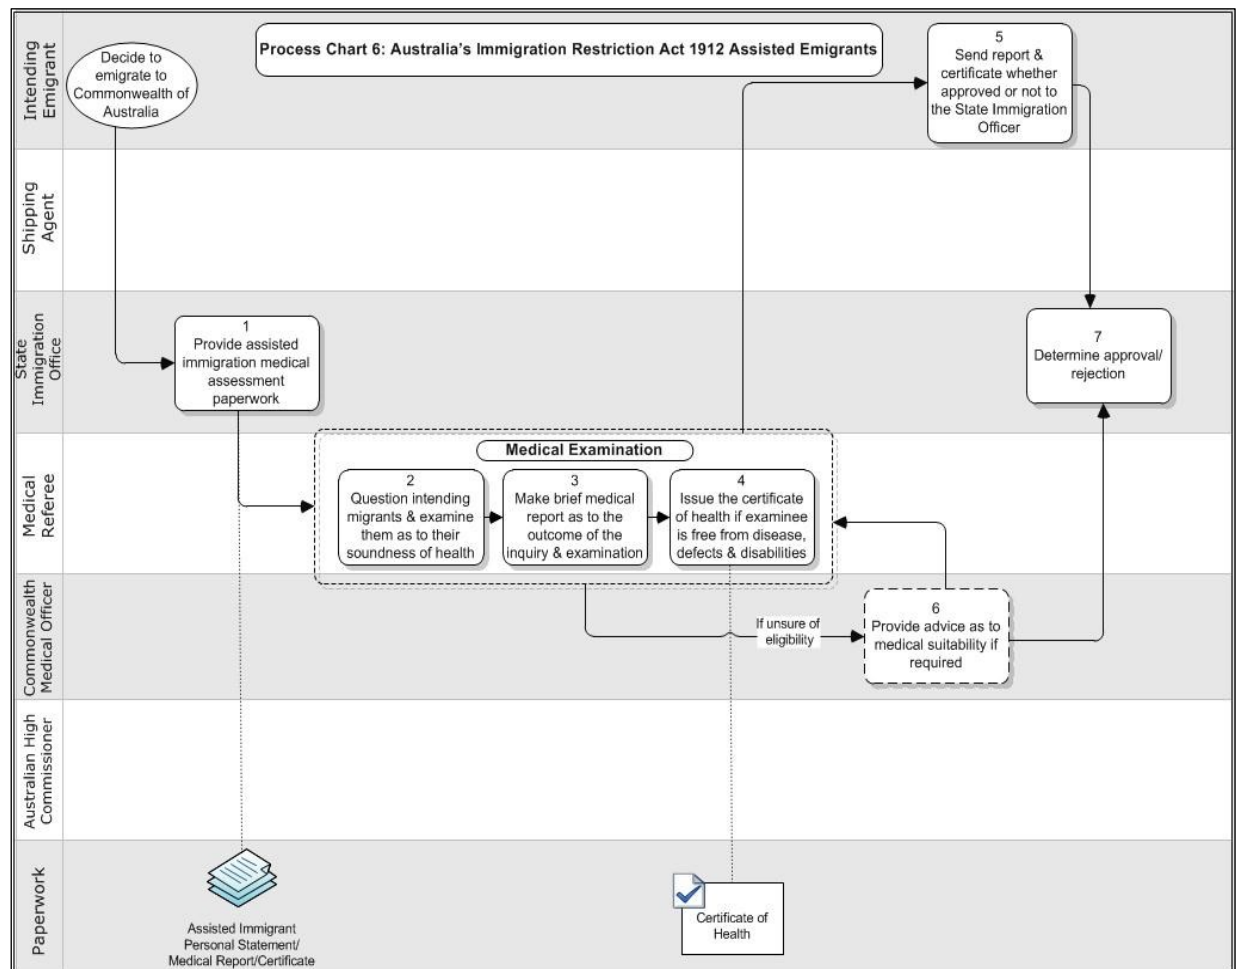 Process Chart 6: Australia's Immigration Restriction Act 1912 Assisted Emigrants
Intending
Emigrant
Decide to
emigrate to
Commonwealth of
Australia
5
Send report &
certificate whether
approved or not to
the State Immigration
Officer
Shipping
Agent
State
Immigration
Office
1
Provide assisted
immigration medical
assessment
paperwork
7
Determine approval/
rejection
Medical
Referee
Medical Examination
2
Question intending
migrants & examine
them as to their
soundness of health
3
Make brief medical
report as to the
outcome of the
inquiry & examination
4
Issue the certificate
of health if examinee
is free from disease,
defects & disabilities
Commonwealth
Medical Officer
If unsure of
eligibility
6
Provide advice as to
medical suitability if
required
Australian High
Commissioner
Paperwork
Assisted Immigrant
Personal Statement/
Medical Report/Certificate
Certificate of
Health